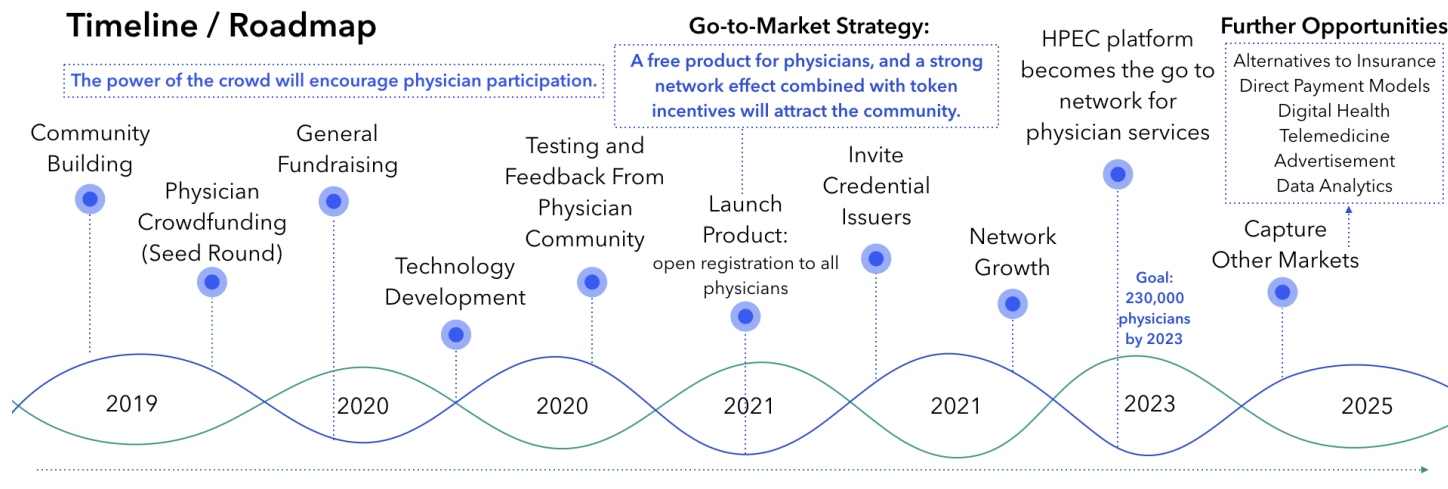 Timeline / Roadmap
The power of the crowd will encourage physician participation.
Go-to-Market Strategy:
A free product for physicians, and a strong
network effect combined with token
incentives will attract the community.
Further Opportunities
Alternatives to Insurance
Direct Payment Models
Digital Health
Telemedicine
Advertisement
Data Analytics
Community
Building
Physician
Crowdfunding
(Seed Round)
General
Fundraising
Technology
Development
Testing and
Feedback From
Physician
Community
Launch
Product:
open registration to all
physicians
Invite
Credential
Issuers
Network
Growth
HPEC platform
becomes the go to
network for
physician services
Goal:
230,000
physicians
by 2023
Capture
Other Markets
2019
2020
2020
2021
2021
2023
2025